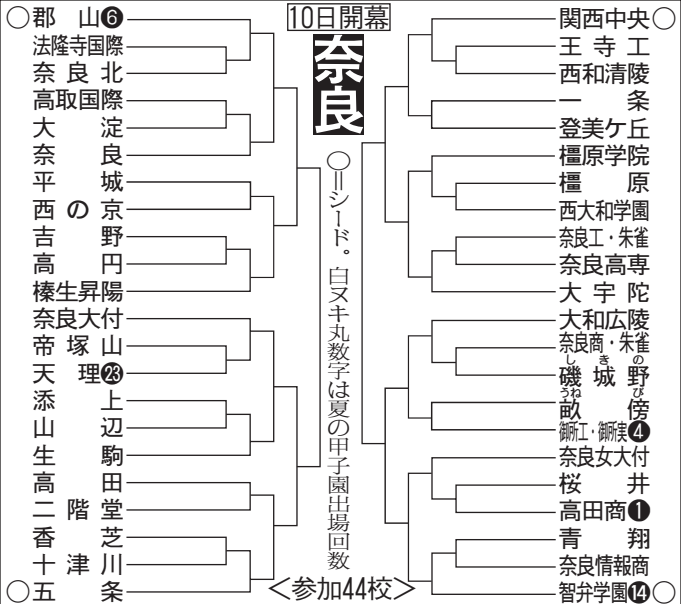 10日開幕
奈良
○=シード。白ヌキ丸数字は夏の甲子園出場回数
<参加44校>
○郡山❻
法隆寺国際
奈良北
高取国際
大淀
奈良
平城
西の京
吉野
高円
榛生昇陽
奈良大付
帝塚山
天理㉓
添上
山辺
生駒
高田
二階堂
香芝
十津川
○五条
関西中央○
王寺工
西和清陵
一条
登美ケ丘
橿原学院
橿原
西大和学園
奈良工・朱雀
奈良高専
大宇陀
大和広陵
奈良商・朱雀
しきの
磯城野
うねび
畝傍
御所工・御所実❹
奈良女大付
桜井
高田商❶
青翔
奈良情報商
智弁学園⓮○